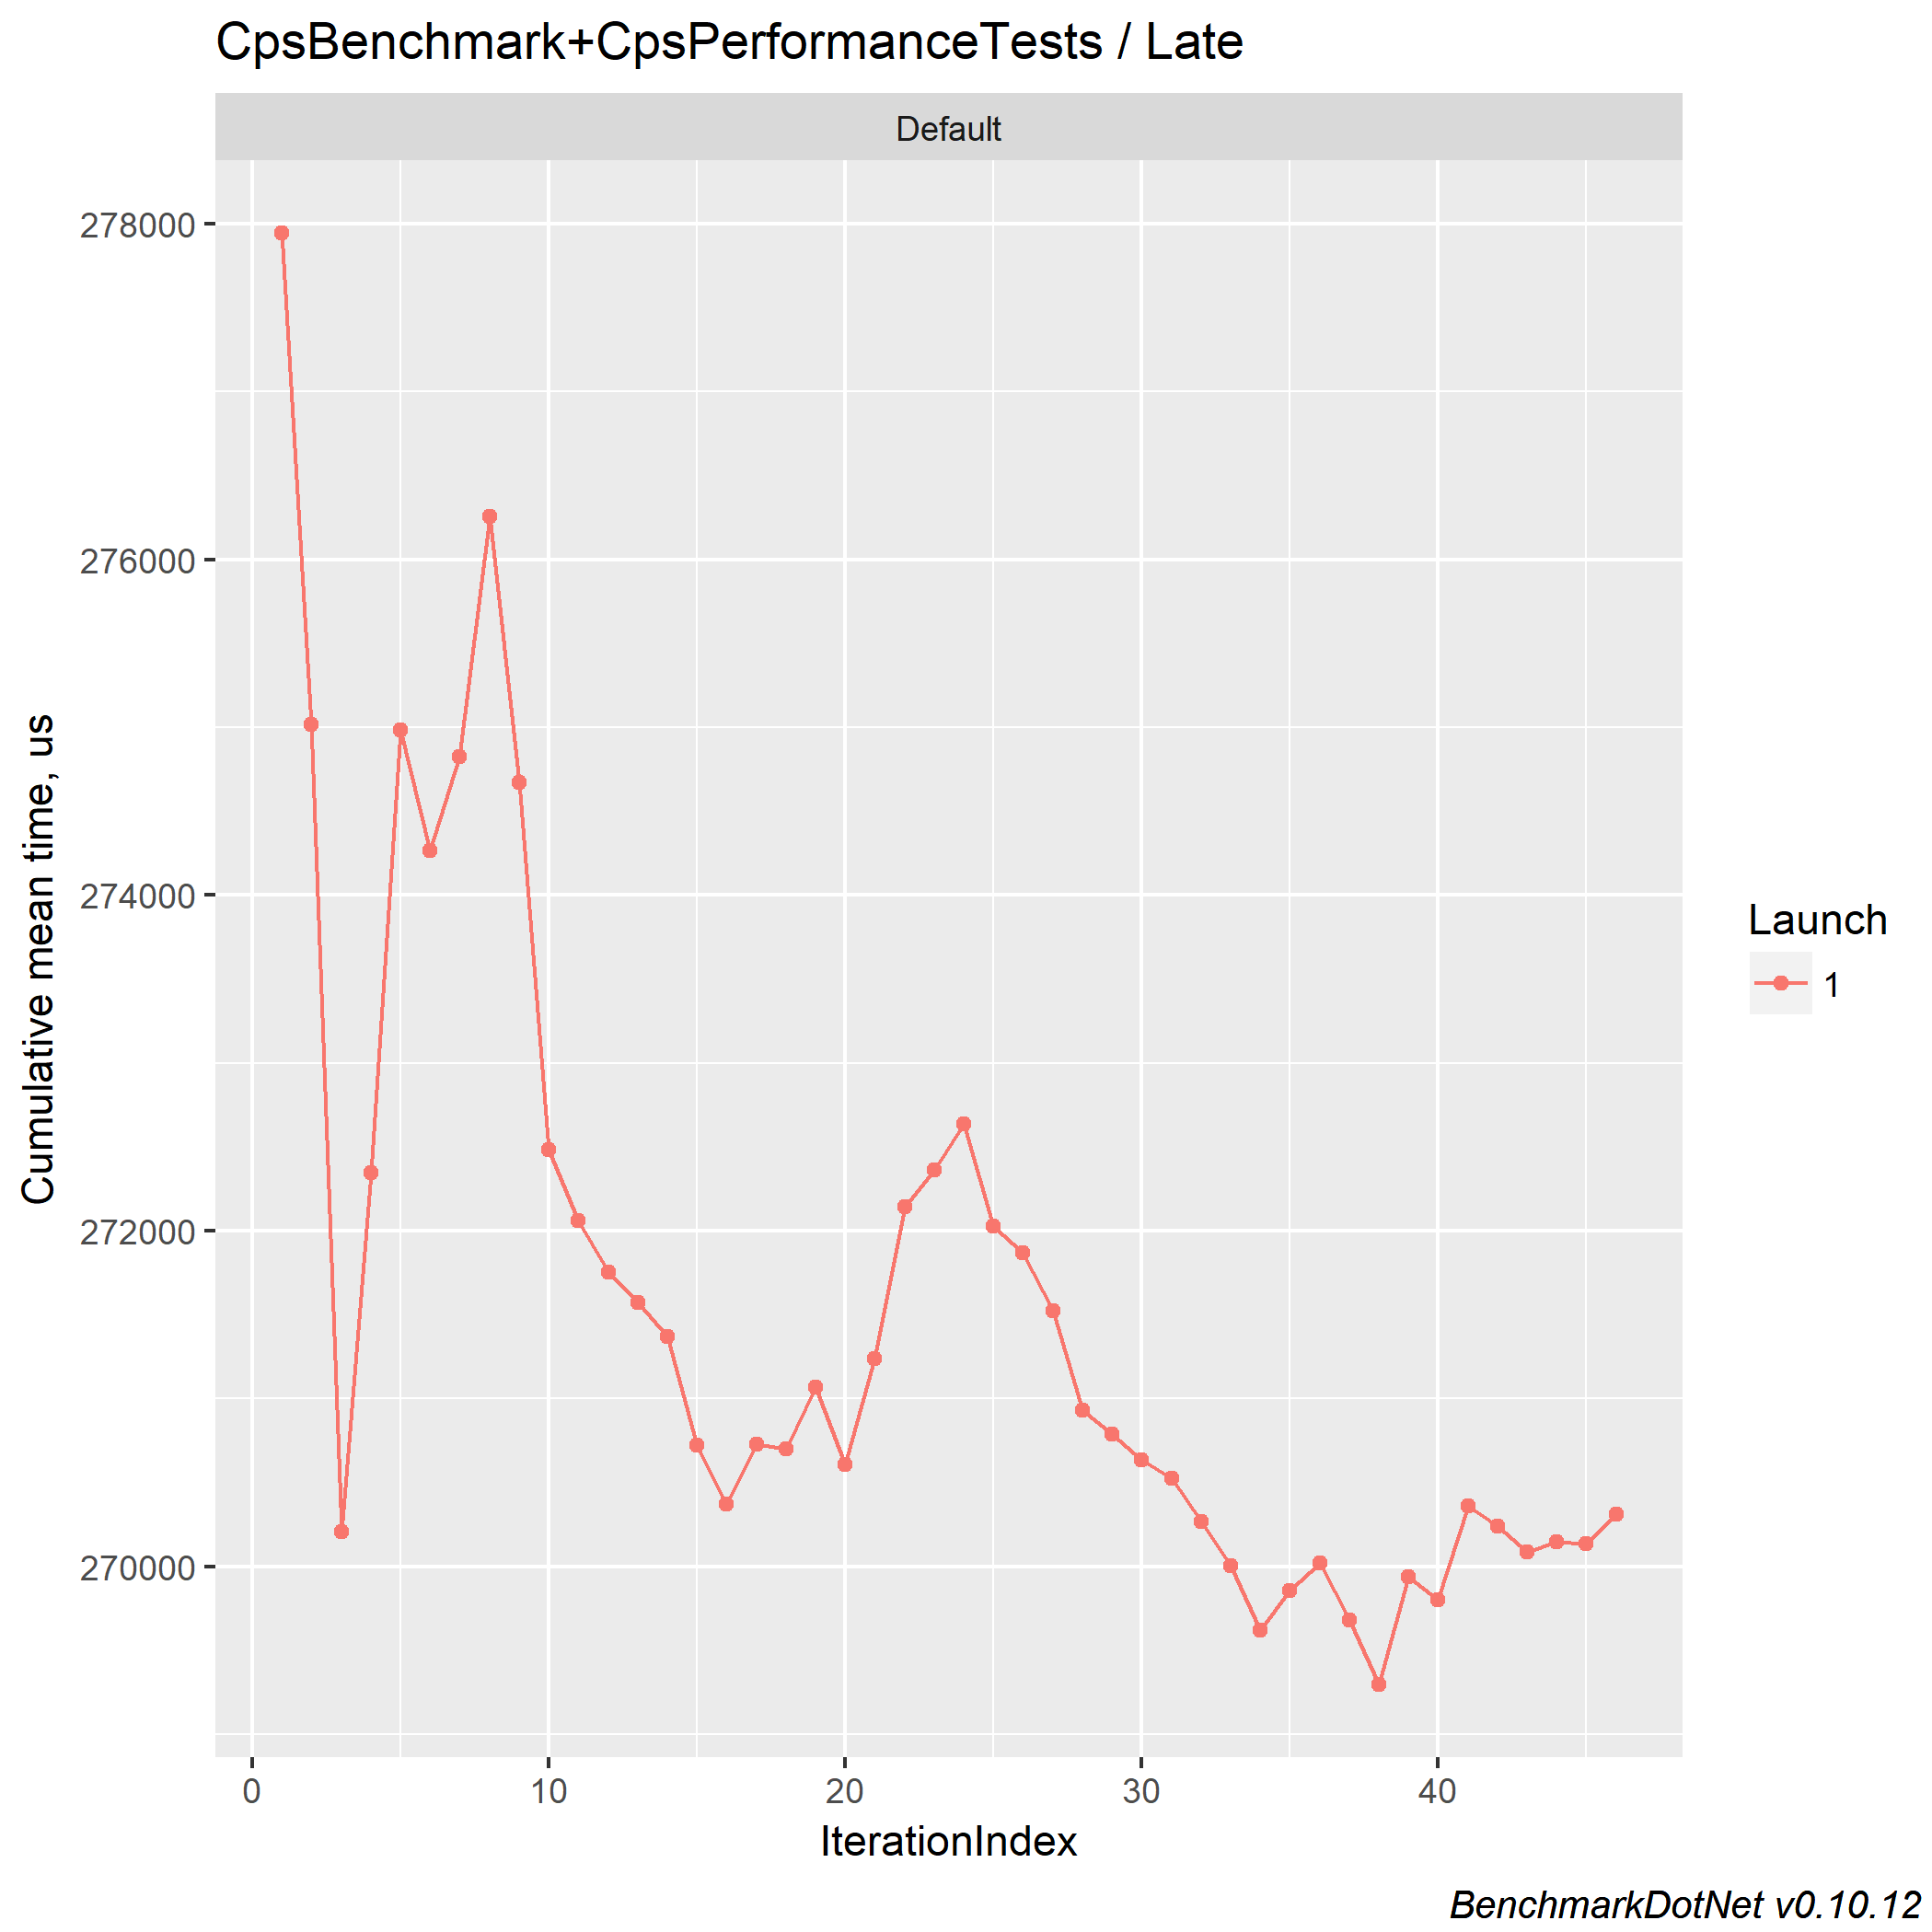 CpsBenchmark+CpsPerformanceTests / Late
Default
278000
276000
274000
272000
270000
Cumulative mean time, us
0 10 20 30 40
IterationIndex
Launch
1
BenchmarkDotNet v0.10.12